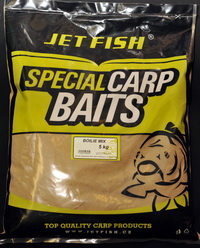 JET FISH®
SPECIAL CARP
BAITS
BOILIE MIX
5 kg
TOP QUALITY CARP PRODUCTS
WWW.JETFISH.CZ